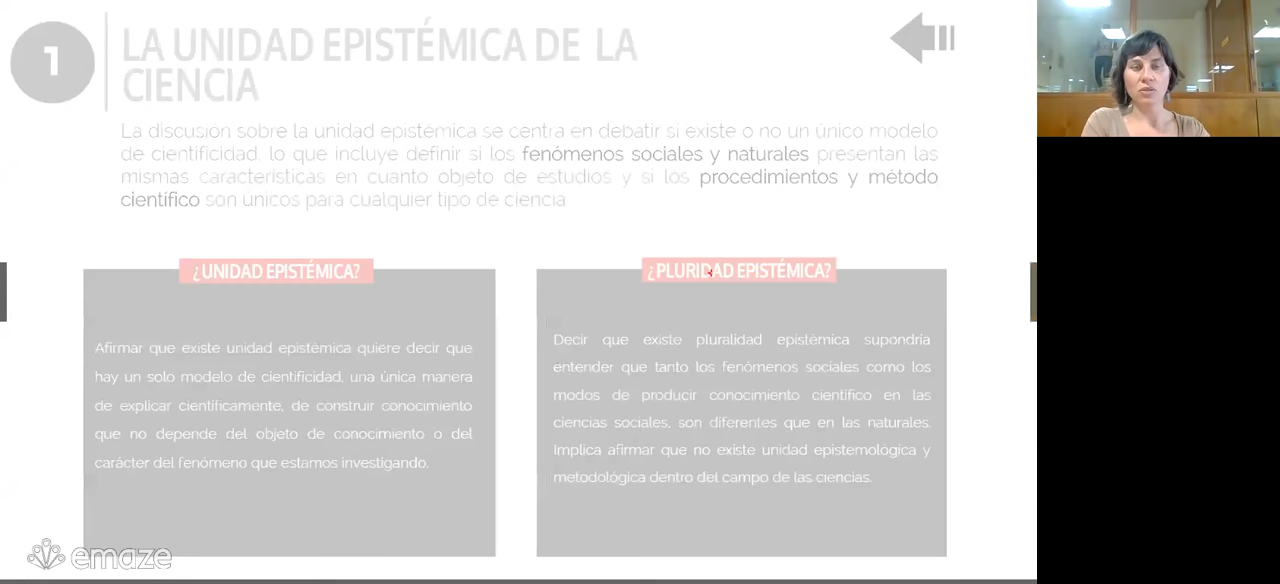 1
LA UNIDAD EPISTÉMICA DE LA
CIENCIA
La discusión sobre la unidad epistémica se centra en debatir si existe o no un único modelo
de cientificidad, lo que incluye definir si los fenómenos sociales y naturales presentan las
mismas características en cuanto objeto de estudios y si los procedimientos y método
científico son únicos para cualquier tipo de ciencia
¿UNIDAD EPISTÉMICA?
Afirmar que existe unidad epistémica quiere decir que
hay un solo modelo de cientificidad, una única manera
de explicar científicamente, de construir conocimiento
que no depende del objeto de conocimiento o del
carácter del fenómeno que estamos investigando.
¿PLURIDAD EPISTÉMICA?
Decir que existe pluralidad epistémica supondría
entender que tanto los fenómenos sociales como los
modos de producir conocimiento científico en las
ciencias sociales, son diferentes que en las naturales.
Implica afirmar que no existe unidad epistemológica y
metodológica dentro del campo de las ciencias.
emaze